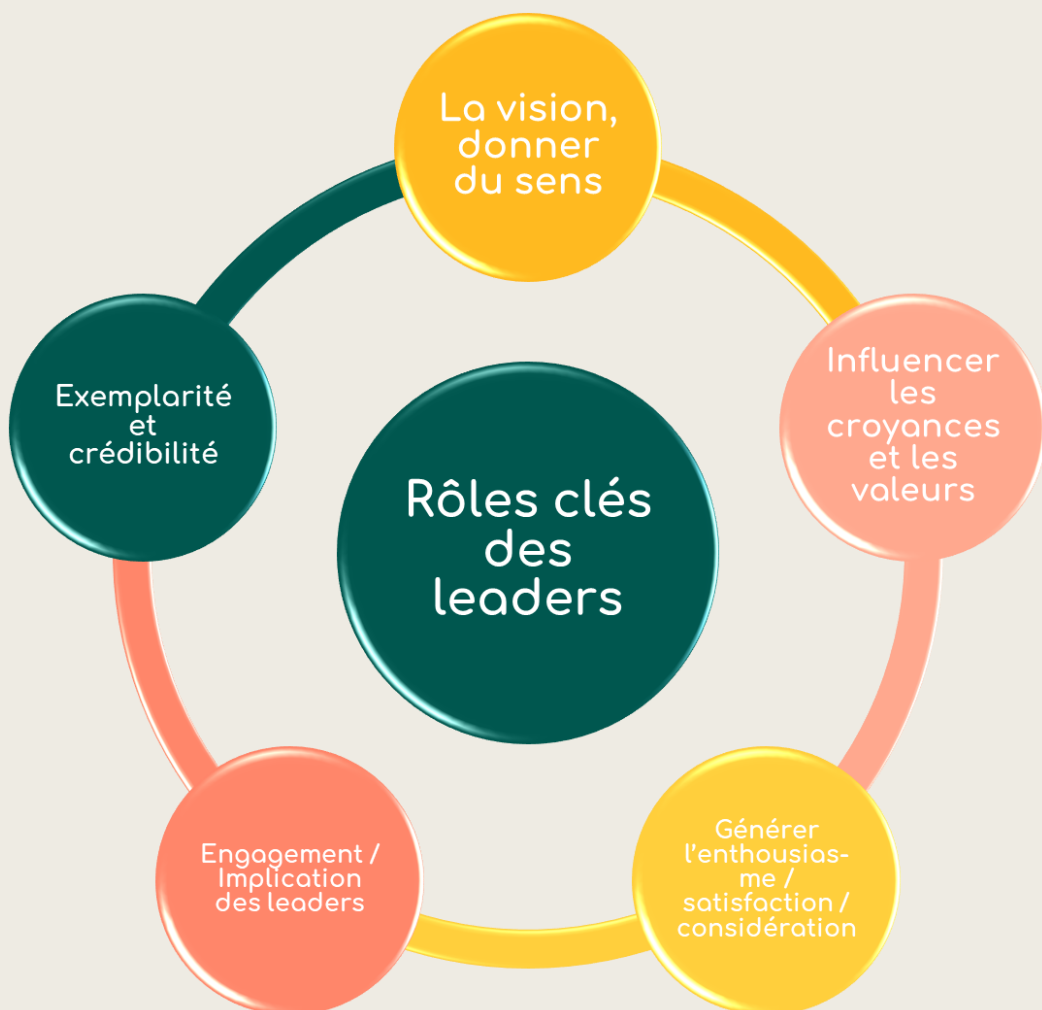 La vision,
donner
du sens
Influencer
les
croyances
et les
valeurs
Générer
l'enthousias-
me /
satisfaction /
considération
Engagement /
Implication
des leaders
Exemplarité
et
crédibilité
Rôles clés
des
leaders